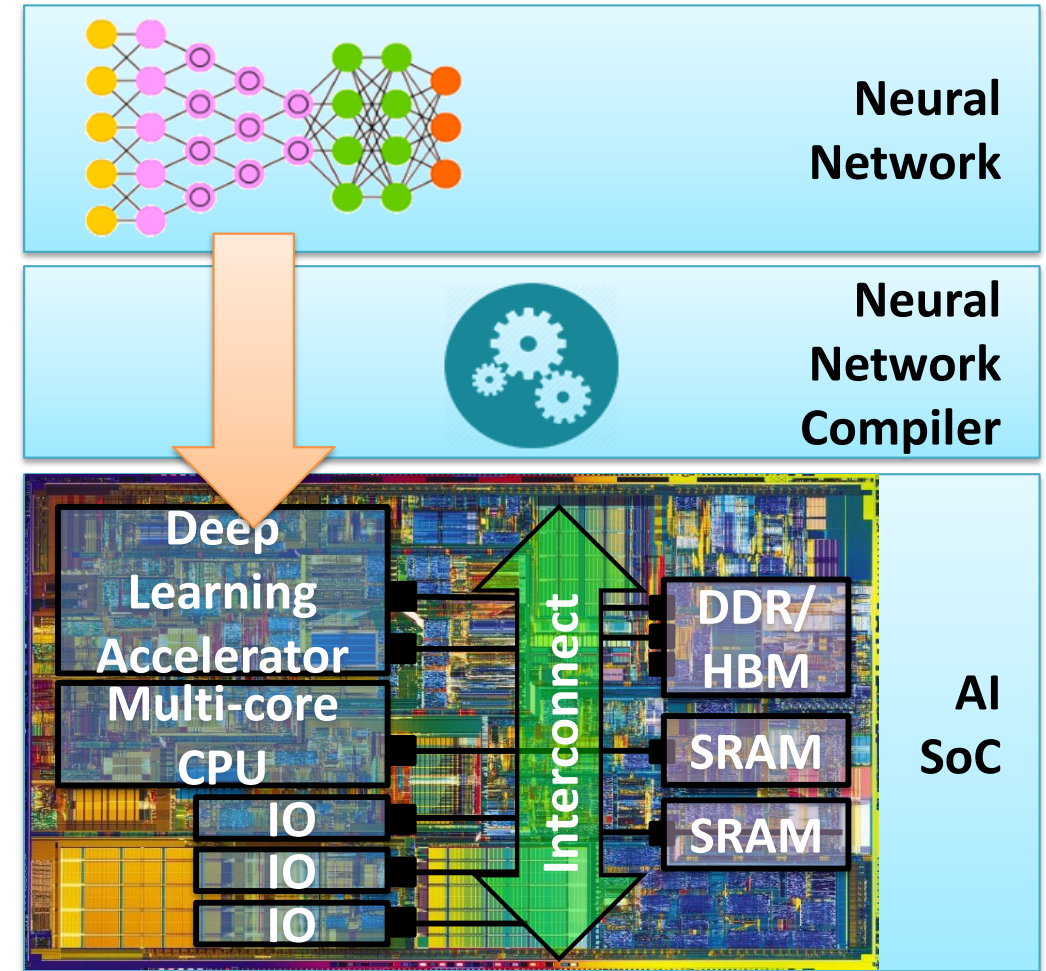 Neural
Network
Neural
Network
Compiler
Deep
Learning
Accelerator
Multi-core
CPU
IO
IO
IO
Interconnect
DDR/
HBM
SRAM
SRAM
AI
SoC